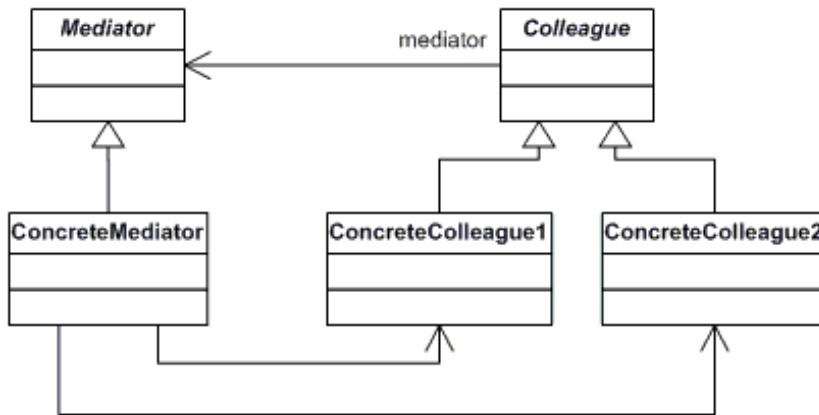 Mediator
Colleague
mediator
ConcreteMediator
ConcreteColleague1
ConcreteColleague2